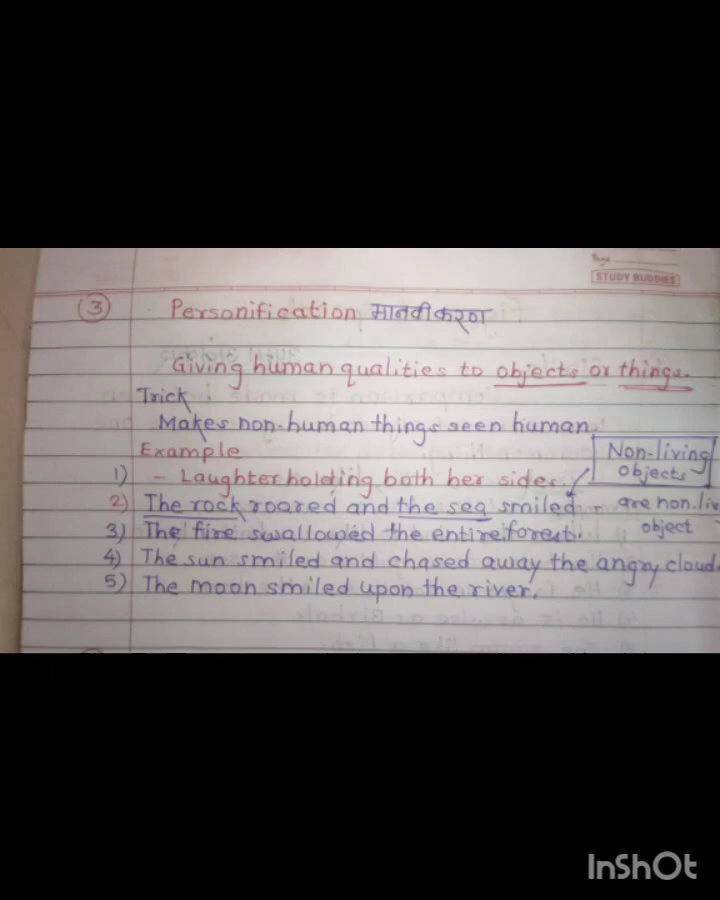 Page
STUDY BUDDIES
3 Personification मानवीकरण
Giving human qualities to objects or things.
Trick
Makes non-human things seen human.
Example
Non-living objects
1) - Laughter holding both her sides.
2) The rock roared and the sea smiled - are non.liv
object
3) The fire swallowed the entire forest.
4) The sun smiled and chased away the angry cloud.
5) The moon smiled upon the river.
InShOt